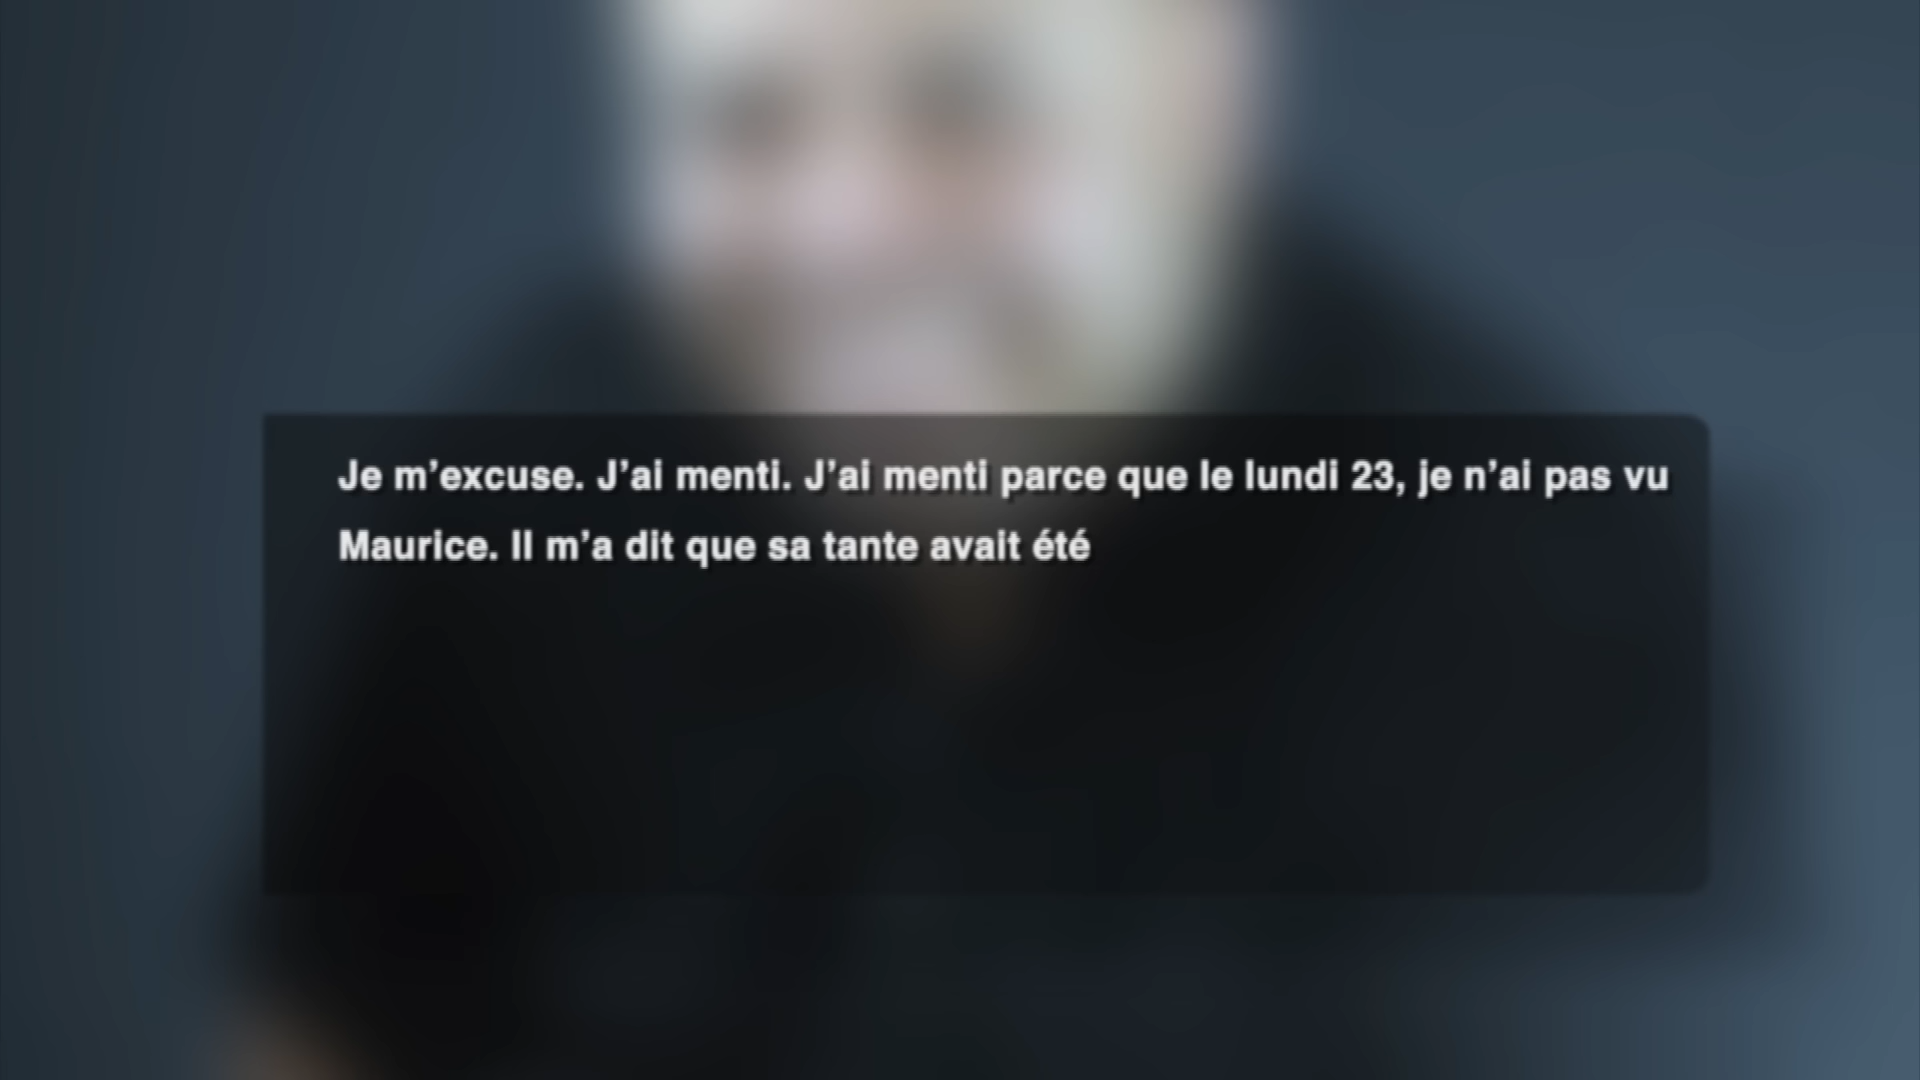 Je m’excuse. J’ai menti. J’ai menti parce que le lundi 23, je n’ai pas vu
Maurice. Il m’a dit que sa tante avait été